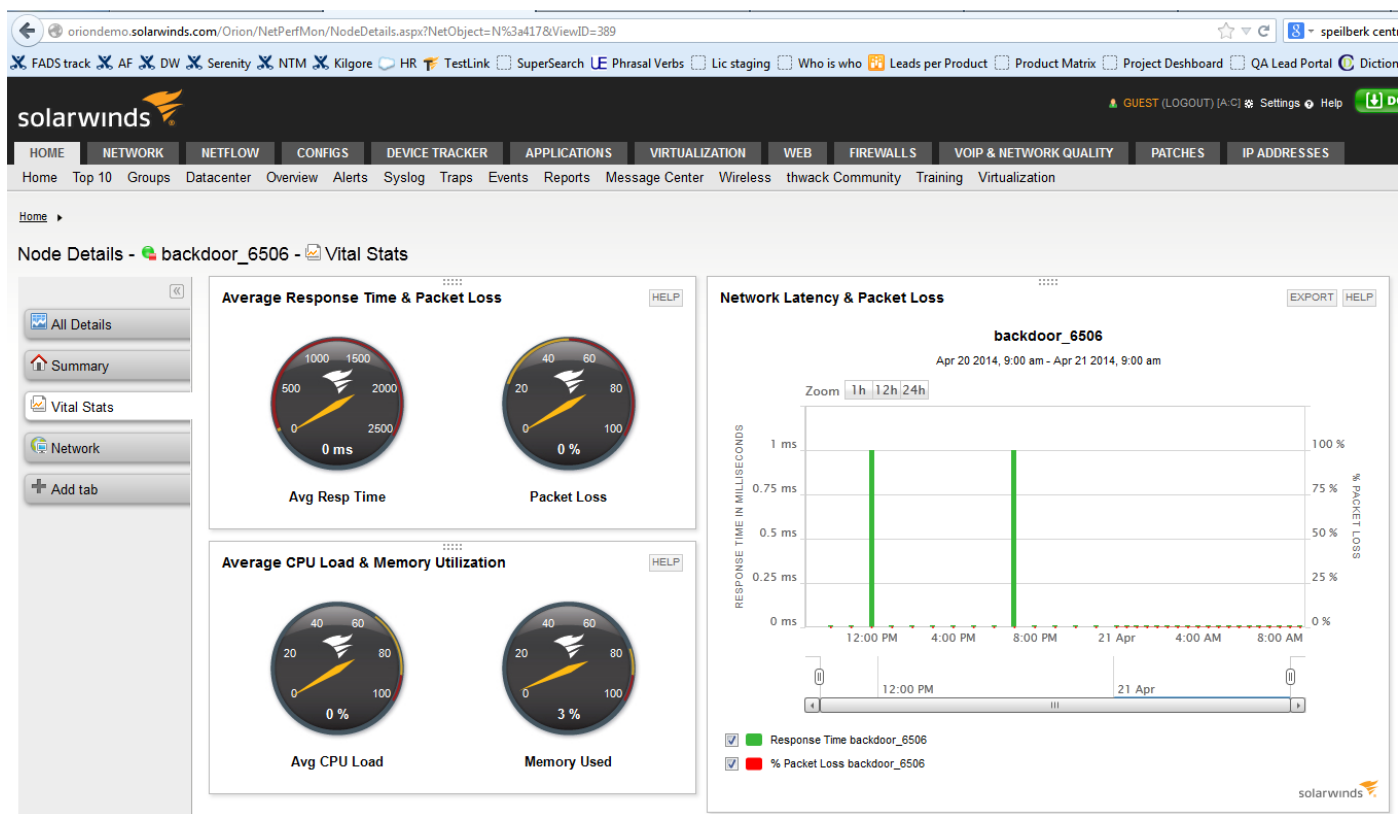 oriondemo.solarwinds.com/Orion/NetPerfMon/NodeDetails.aspx?NetObject=N%3a417&ViewID=389
speilberk centr
FADS track AF DW Serenity NTM Kilgore HR TestLink SuperSearch UE Phrasal Verbs Lic staging Who is who Leads per Product Product Matrix Project Deshboard QA Lead Portal Diction
solarwinds
GUEST (LOGOUT) [A:C] Settings Help
HOME NETWORK NETFLOW CONFIGS DEVICE TRACKER APPLICATIONS VIRTUALIZATION WEB FIREWALLS VOIP & NETWORK QUALITY PATCHES IP ADDRESSES
Home Top 10 Groups Datacenter Overview Alerts Syslog Traps Events Reports Message Center Wireless thwack Community Training Virtualization
Home
Node Details - backdoor_6506 - Vital Stats
All Details
Summary
Vital Stats
Network
Add tab
Average Response Time & Packet Loss
HELP
0 500 1000 1500 2000 2500
0 ms
Avg Resp Time
0 20 40 60 80 100
0 %
Packet Loss
Average CPU Load & Memory Utilization
HELP
0 20 40 60 80 100
0 %
Avg CPU Load
0 20 40 60 80 100
3 %
Memory Used
Network Latency & Packet Loss
EXPORT HELP
backdoor_6506
Apr 20 2014, 9:00 am - Apr 21 2014, 9:00 am
Zoom 1h 12h 24h
RESPONSE TIME IN MILLISECONDS
1 ms
0.75 ms
0.5 ms
0.25 ms
0 ms
100 %
75 %
50 %
25 %
0 %
% PACKET LOSS
12:00 PM 4:00 PM 8:00 PM 21 Apr 4:00 AM 8:00 AM
12:00 PM 21 Apr
Response Time backdoor_6506
% Packet Loss backdoor_6506
solarwinds